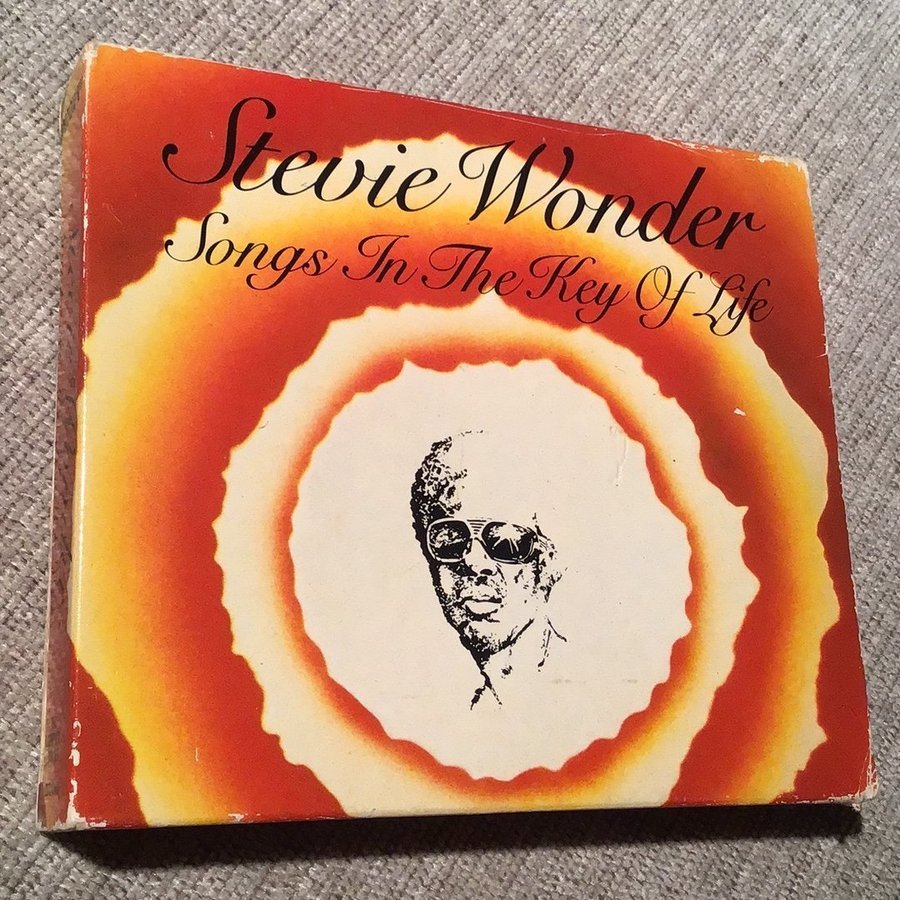 Stevie Wonder
Songs In The Key Of Life